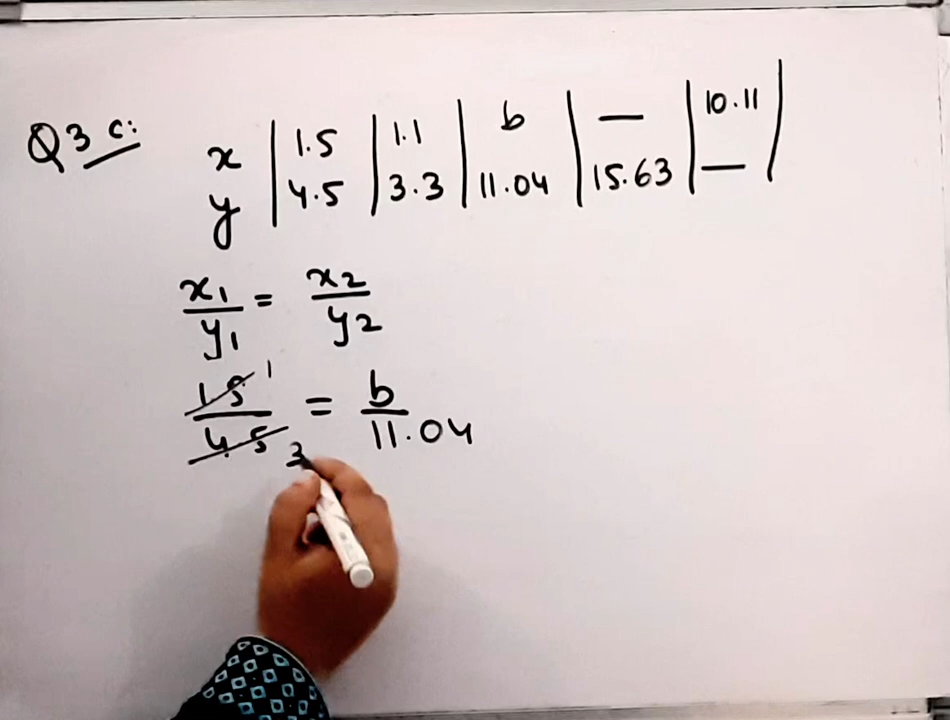 Q3 c:
x | 1.5 | 1.1 | b | — | 10.11 |
y | 4.5 | 3.3 | 11.04 | 15.63 | — |
x₁/y₁ = x₂/y₂
1.5 1 / 4.5 3 = b/11.04